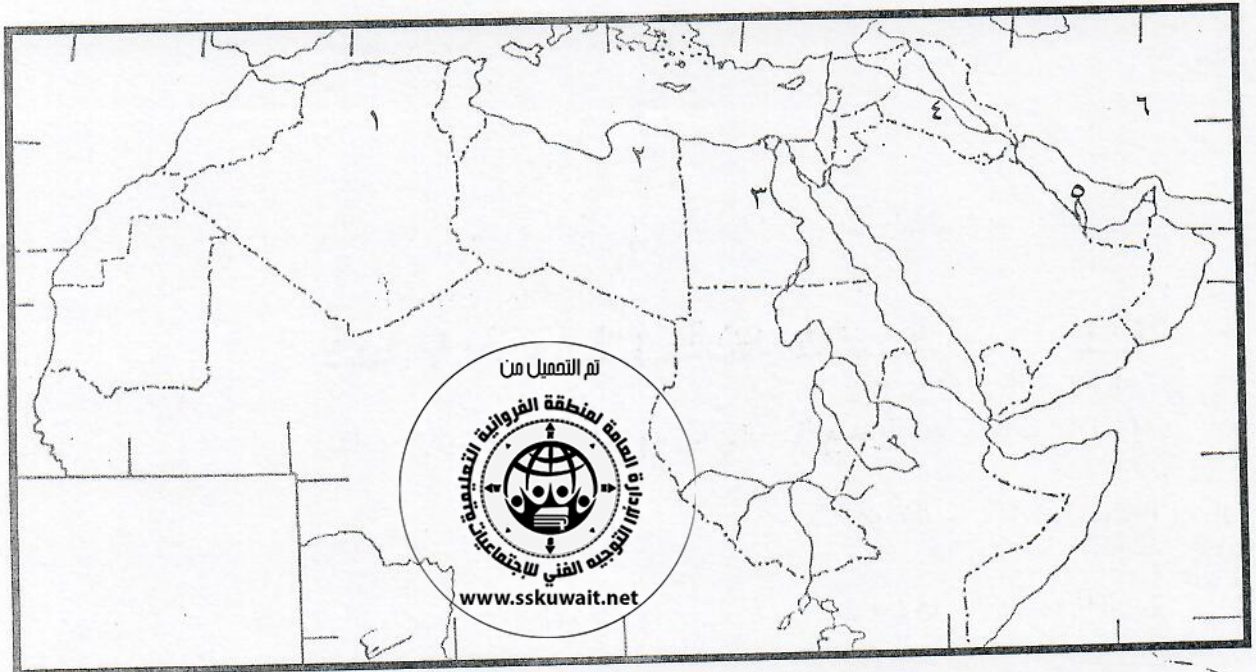 ١
٢
٣
٤
٥
٦
تم التحميل من
الادارة العامة لمنطقة الفروانية التعليمية
التوجيه الفني للاجتماعيات
www.sskuwait.net